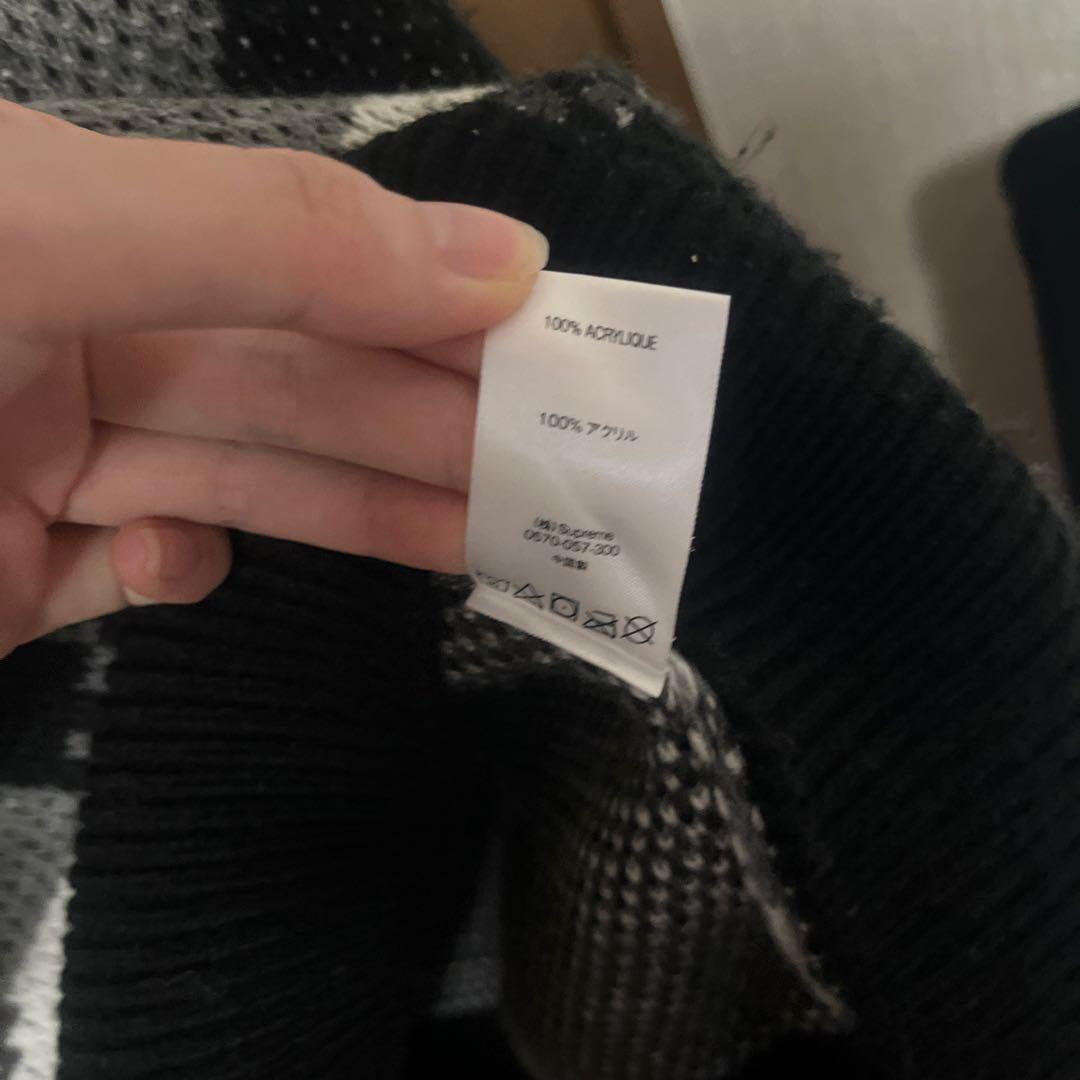 100% ACRYLIQUE
100% アクリル
(株) Supreme
0570-057-300
中国製